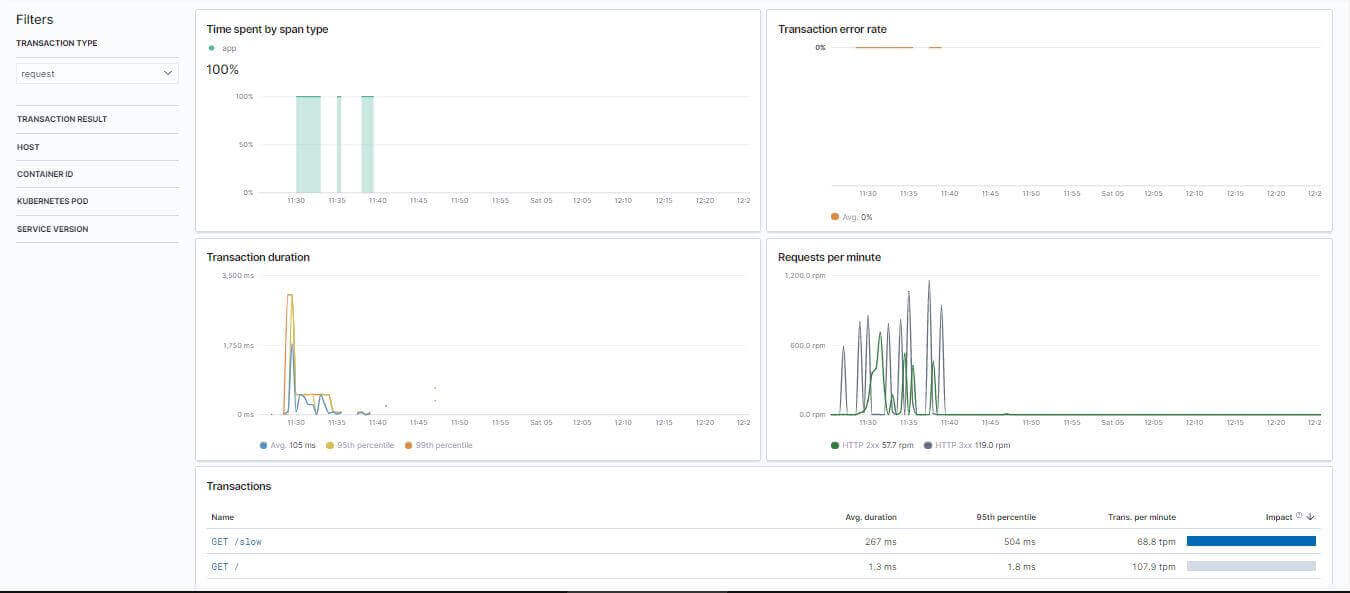 Filters
TRANSACTION TYPE
request
TRANSACTION RESULT
HOST
CONTAINER ID
KUBERNETES POD
SERVICE VERSION
Time spent by span type
app
100%
100%
50%
0%
11:30 11:35 11:40 11:45 11:50 11:55 Sat 05 12:05 12:10 12:15 12:20 12:2
Transaction error rate
0%
11:30 11:35 11:40 11:45 11:50 11:55 Sat 05 12:05 12:10 12:15 12:20 12:2
Avg. 0%
Transaction duration
3,500 ms
1,750 ms
0 ms
11:30 11:35 11:40 11:45 11:50 11:55 Sat 05 12:05 12:10 12:15 12:20 12:2
Avg. 105 ms 95th percentile 99th percentile
Requests per minute
1,200.0 rpm
600.0 rpm
0.0 rpm
11:30 11:35 11:40 11:45 11:50 11:55 Sat 05 12:05 12:10 12:15 12:20 12:2
HTTP 2xx 57.7 rpm HTTP 3xx 119.0 rpm
Transactions
Name Avg. duration 95th percentile Trans. per minute Impact
GET /slow 267 ms 504 ms 68.8 tpm
GET / 1.3 ms 1.8 ms 107.9 tpm